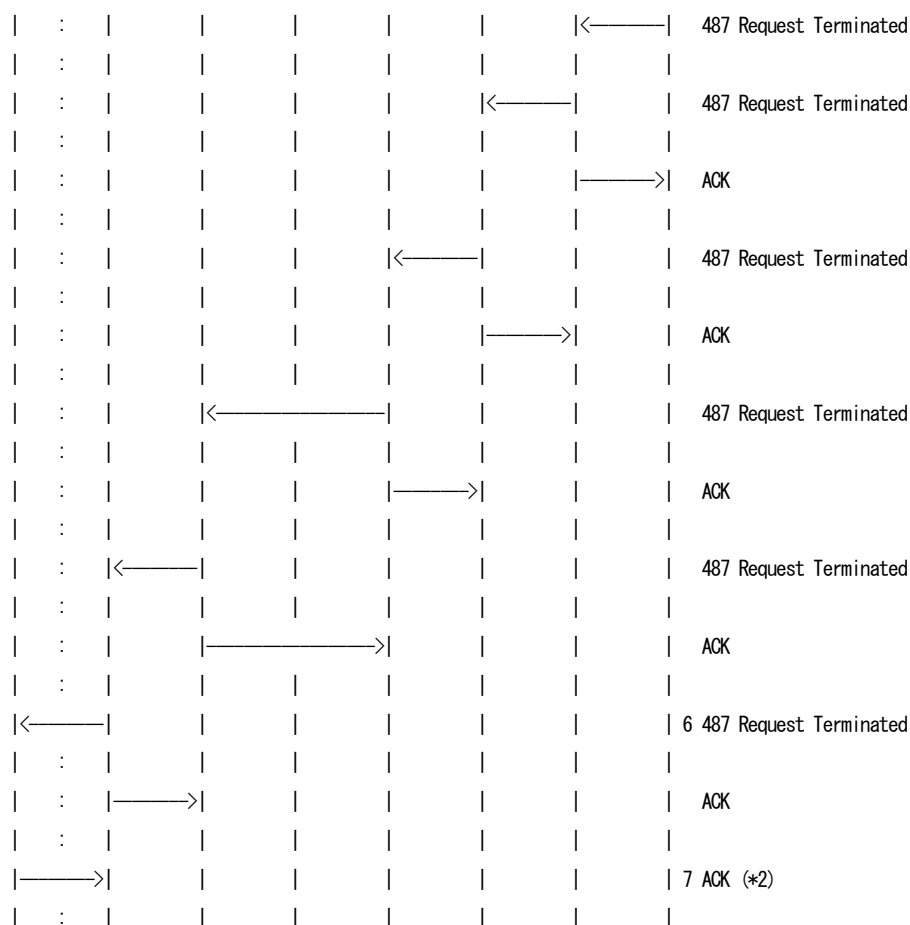 487 Request Terminated
487 Request Terminated
ACK
487 Request Terminated
ACK
487 Request Terminated
ACK
487 Request Terminated
ACK
6 487 Request Terminated
ACK
7 ACK (*2)